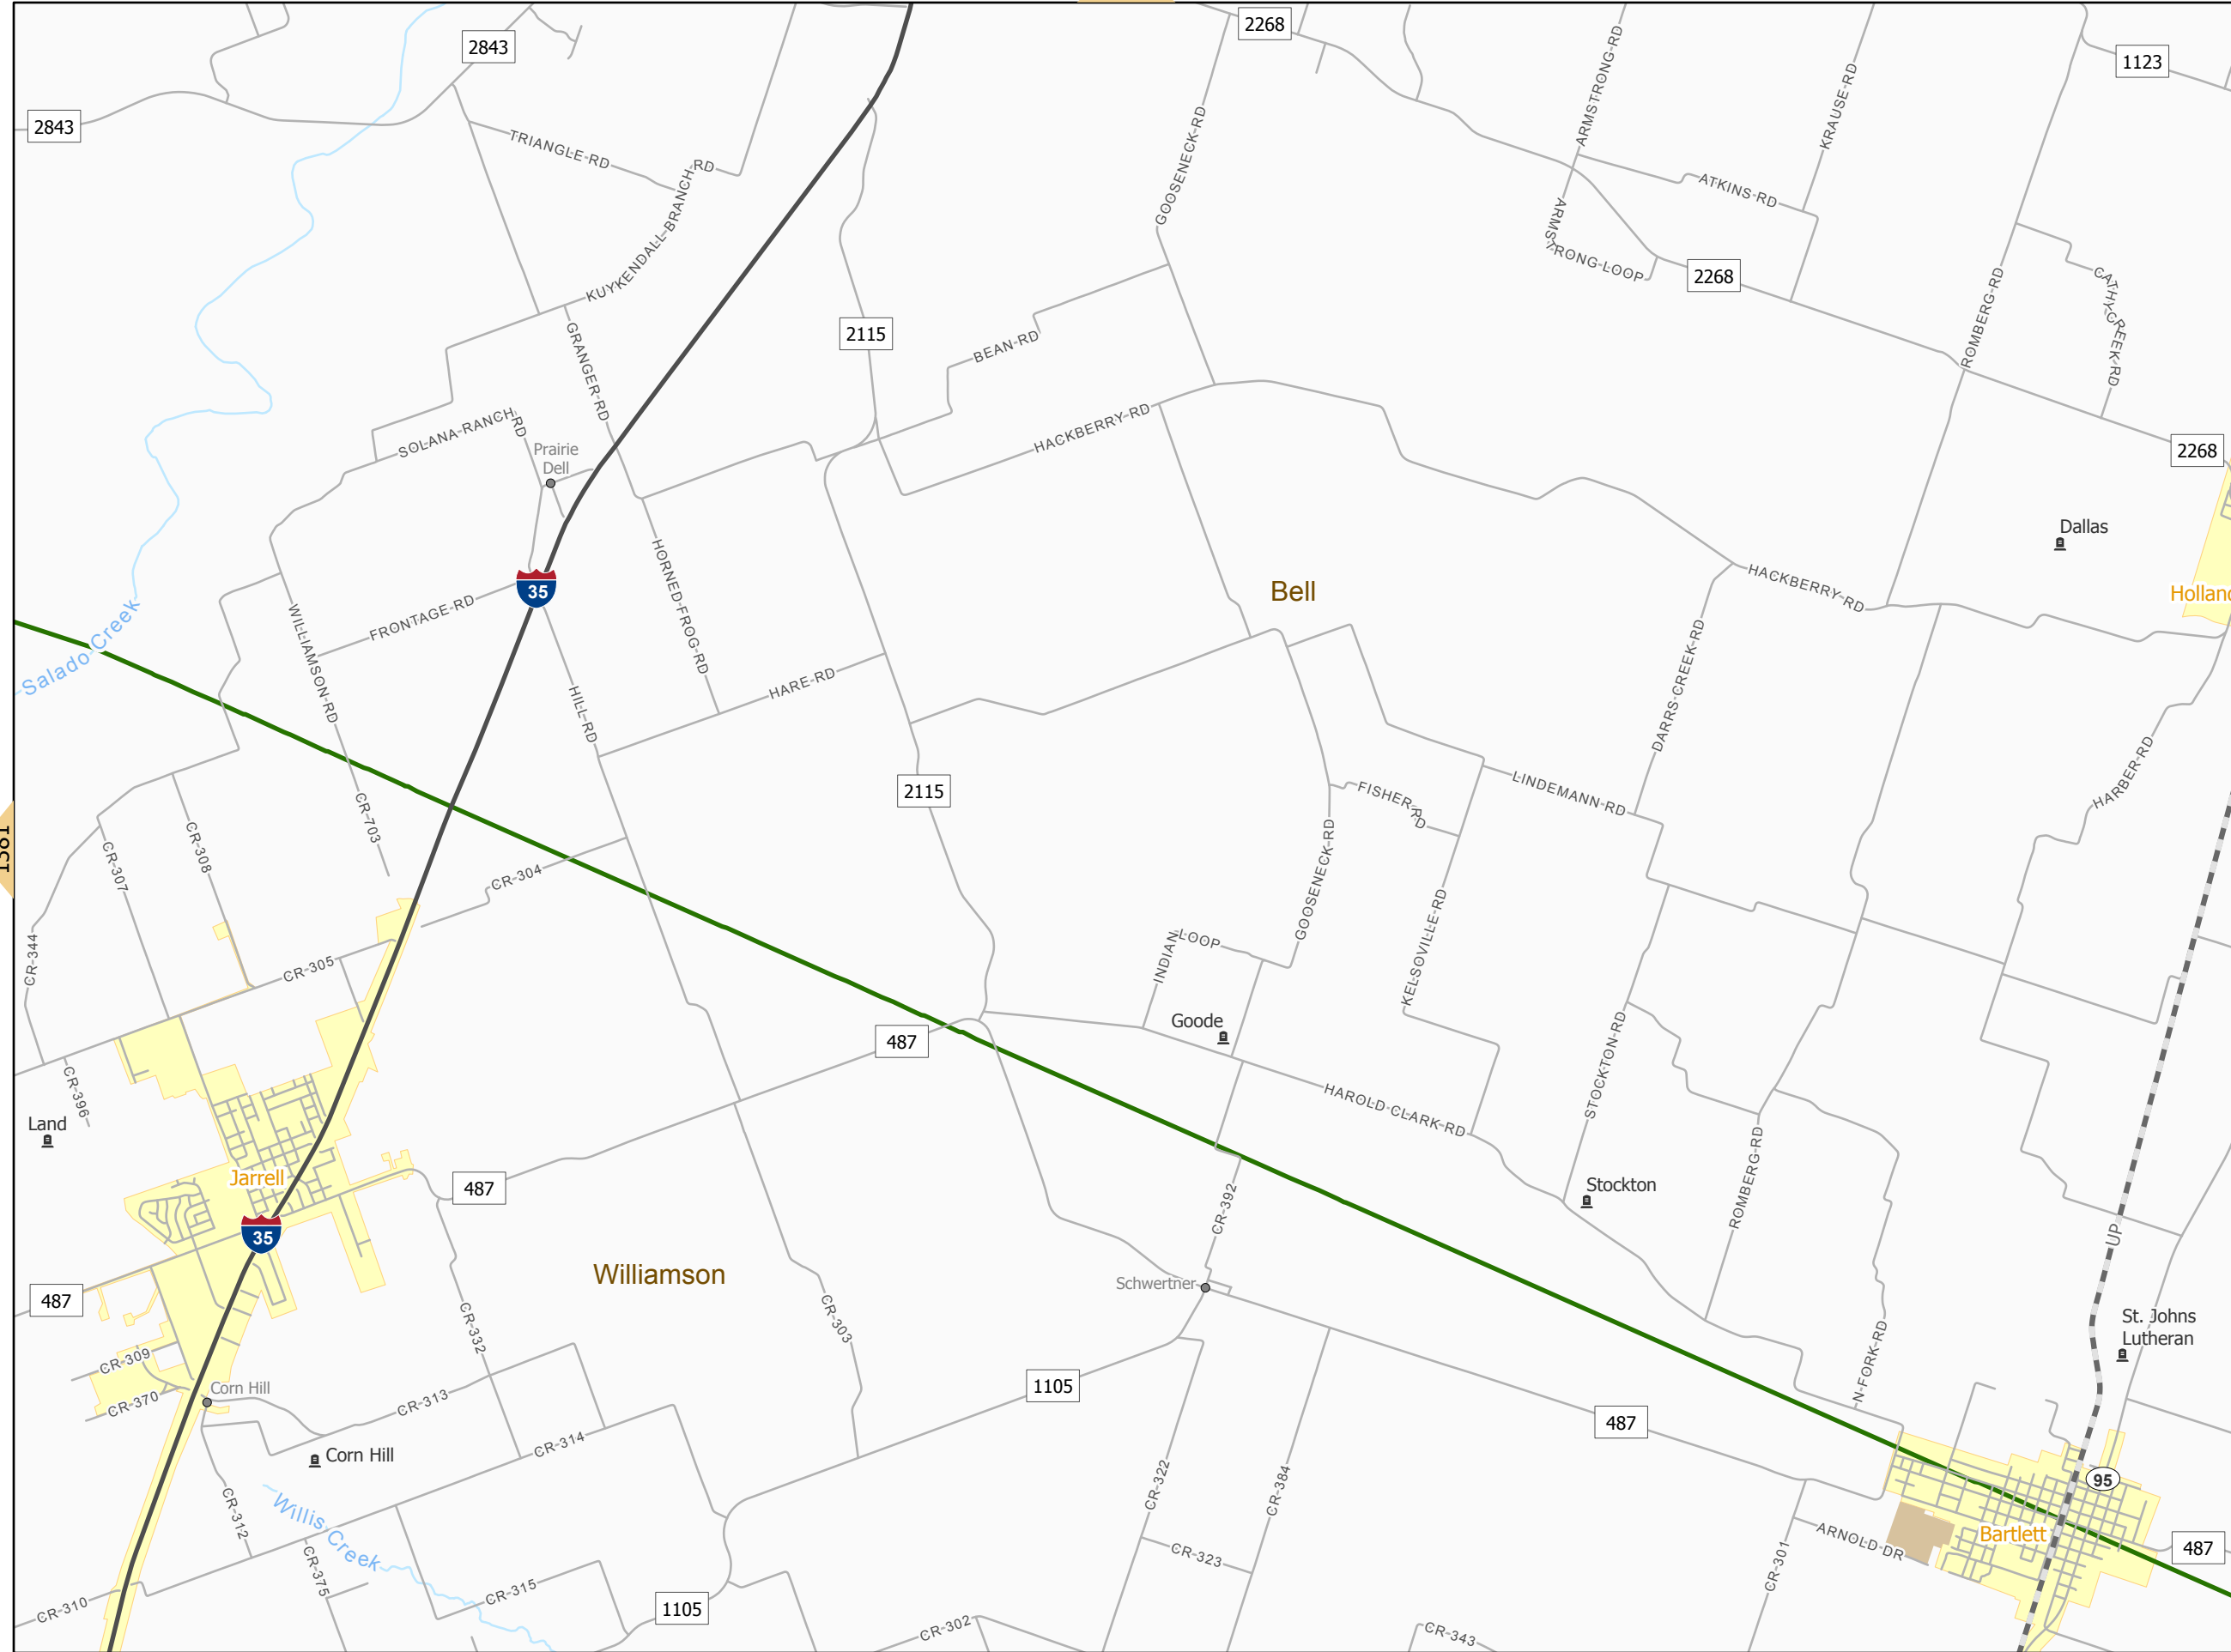 2843
2268
1123
2843
ARMSTRONG-RD
KRAUSE-RD
TRIANGLE-RD
KUYKENDALL-BRANCH-RD
GOOSENECK-RD
ATKINS-RD
ARMSTRONG-LOOP
2268
ROMBERG-RD
CATHY-CREEK-RD
2115
GRANGER-RD
BEAN-RD
SOLANA-RANCH-RD
HACKBERRY-RD
Prairie
Dell
2268
Dallas
HORNED-FROG-RD
35
Bell
HACKBERRY-RD
WILLIAMSON-RD
FRONTAGE-RD
Salado-Creek
HILL-RD
HARE-RD
DARRS-CREEK-RD
2115
FISHER-RD
LINDEMANN-RD
HARBER-RD
1381
CR-703
CR-308
CR-307
CR-304
GOOSENECK-RD
KELSOVILLE-RD
CR-344
CR-305
INDIAN-LOOP
Goode
487
STOCKTON-RD
CR-396
HAROLD-CLARK-RD
Land
Jarrell
487
Stockton
ROMBERG-RD
CR-392
35
UP
Williamson
Schwertner
487
CR-332
CR-303
St. Johns
Lutheran
CR-309
N-FORK-RD
Corn Hill
CR-370
CR-313
1105
487
CR-314
Corn Hill
CR-322
CR-384
95
CR-312
Willis-Creek
Bartlett
ARNOLD-DR
487
CR-323
CR-375
CR-301
CR-315
CR-310
1105
CR-302
CR-343